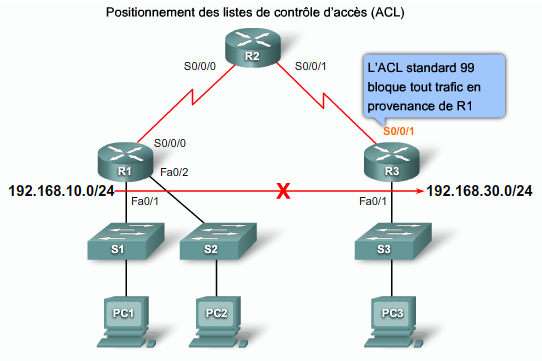 Positionnement des listes de contrôle d'accès (ACL)
R2
S0/0/0
S0/0/1
L'ACL standard 99
bloque tout trafic en
provenance de R1
S0/0/1
S0/0/0
R1
Fa0/2
R3
192.168.10.0/24
X
192.168.30.0/24
Fa0/1
Fa0/1
S1
S2
S3
PC1
PC2
PC3